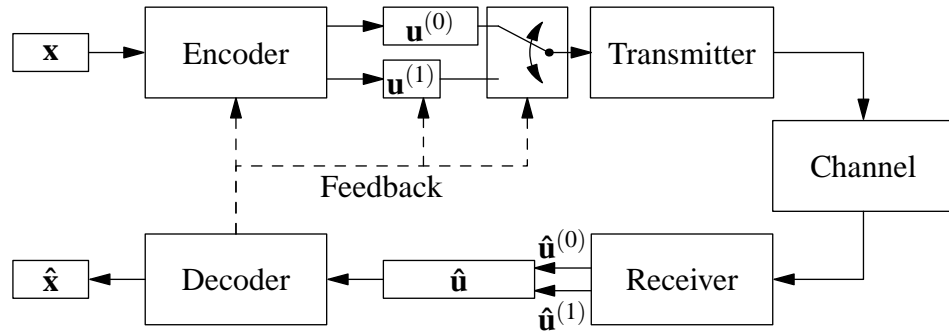 x
Encoder
u^(0)
u^(1)
Transmitter
Channel
Feedback
x̂
Decoder
û
û^(0)
û^(1)
Receiver